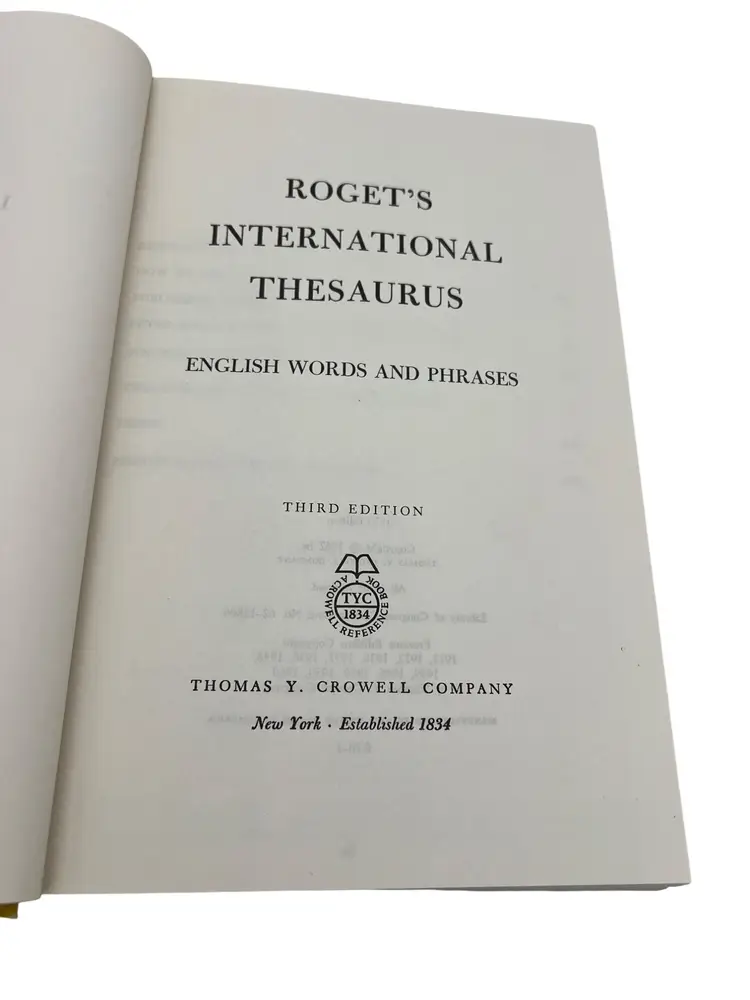 ROGET'S
INTERNATIONAL
THESAURUS
ENGLISH WORDS AND PHRASES
THIRD EDITION
A CROWELL REFERENCE BOOK
TYC
1834
THOMAS Y. CROWELL COMPANY
New York · Established 1834